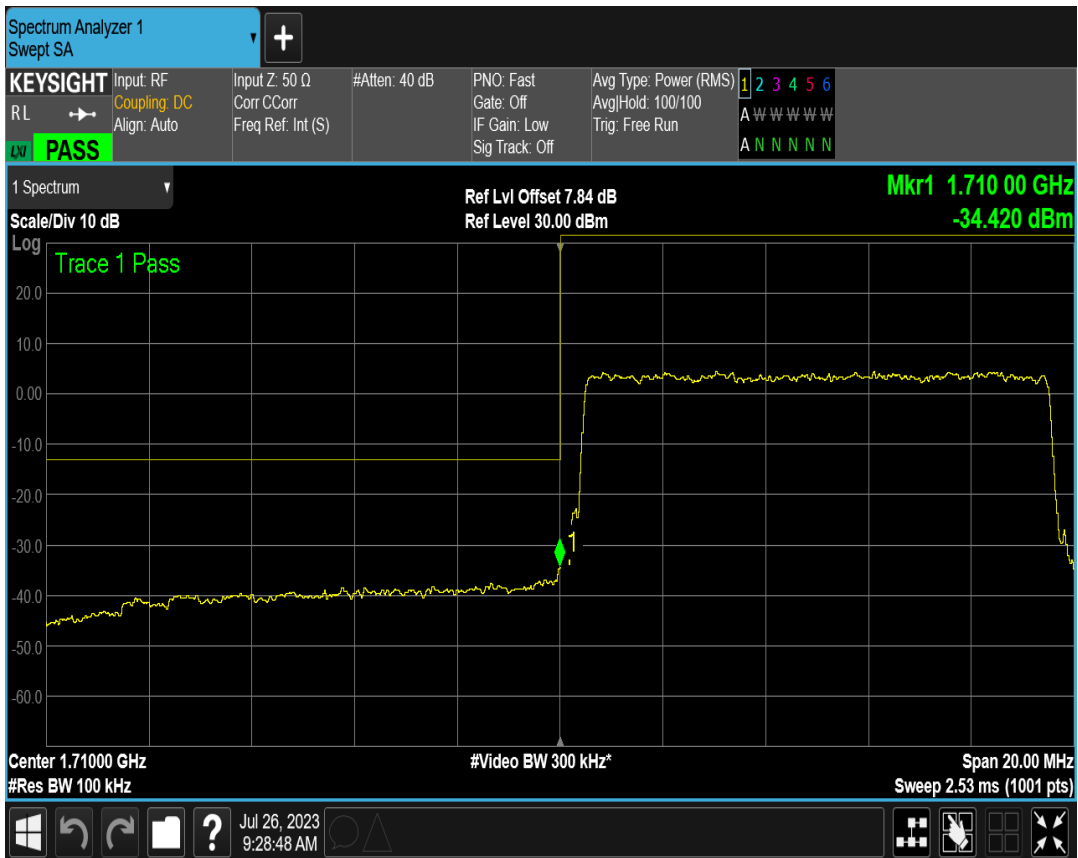 Spectrum Analyzer 1
Swept SA
+
KEYSIGHT Input: RF Input Z: 50 Ω #Atten: 40 dB PNO: Fast Avg Type: Power (RMS) 1 2 3 4 5 6
RL Coupling: DC Corr CCorr Gate: Off Avg|Hold: 100/100 A W W W W W
Align: Auto Freq Ref: Int (S) IF Gain: Low Trig: Free Run
LXI PASS Sig Track: Off A N N N N N
1 Spectrum Ref Lvl Offset 7.84 dB Mkr1 1.710 00 GHz
Scale/Div 10 dB Ref Level 30.00 dBm -34.420 dBm
Log
Trace 1 Pass
20.0
10.0
0.00
-10.0
-20.0
-30.0
1
-40.0
-50.0
-60.0
Center 1.71000 GHz #Video BW 300 kHz* Span 20.00 MHz
#Res BW 100 kHz Sweep 2.53 ms (1001 pts)
? Jul 26, 2023
9:28:48 AM